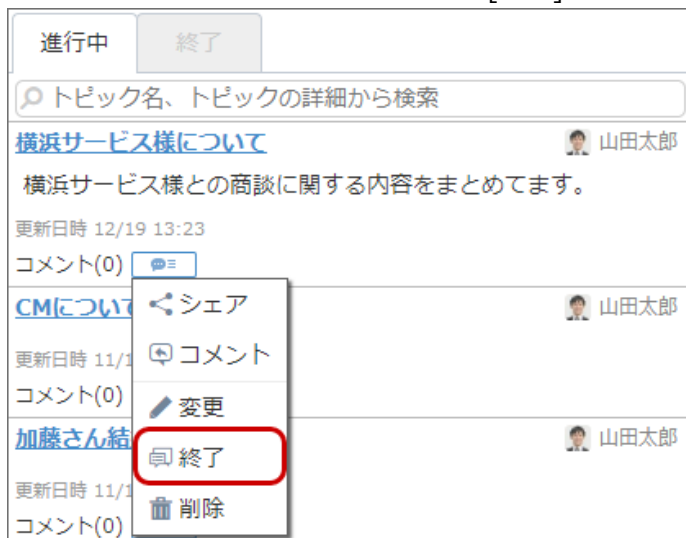 進行中 終了
トピック名、トピックの詳細から検索
横浜サービス様について 山田太郎
横浜サービス様との商談に関する内容をまとめてます。
更新日時 12/19 13:23
コメント(0)
シェア
CMについて 山田太郎
コメント
更新日時 11/1
コメント(0)
変更
加藤さん結 山田太郎
終了
更新日時 11/1
削除
コメント(0)